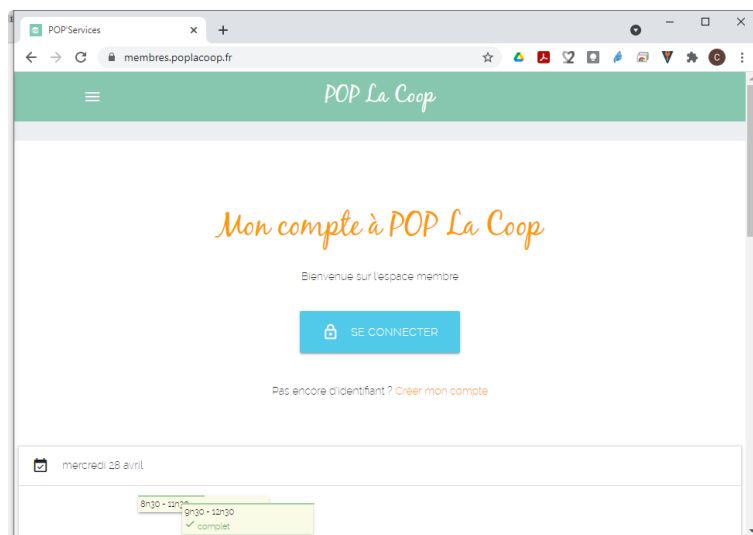 POP'Services
membres.poplacoop.fr
C
POP La Coop
Mon compte à POP La Coop
Bienvenue sur l'espace membre
SE CONNECTER
Pas encore d'identifiant ? Créer mon compte
mercredi 28 avril
8h30 - 11h30
9h30 - 12h30
complet